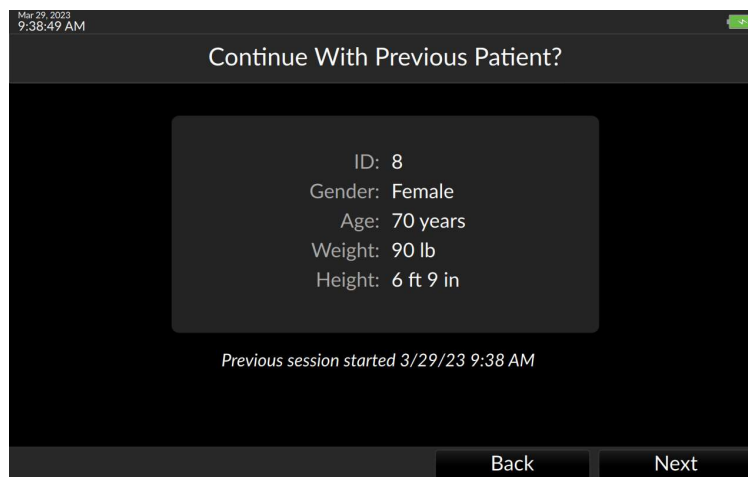 Mar 29, 2023
9:38:49 AM
Continue With Previous Patient?
ID: 8
Gender: Female
Age: 70 years
Weight: 90 lb
Height: 6 ft 9 in
Previous session started 3/29/23 9:38 AM
Back Next